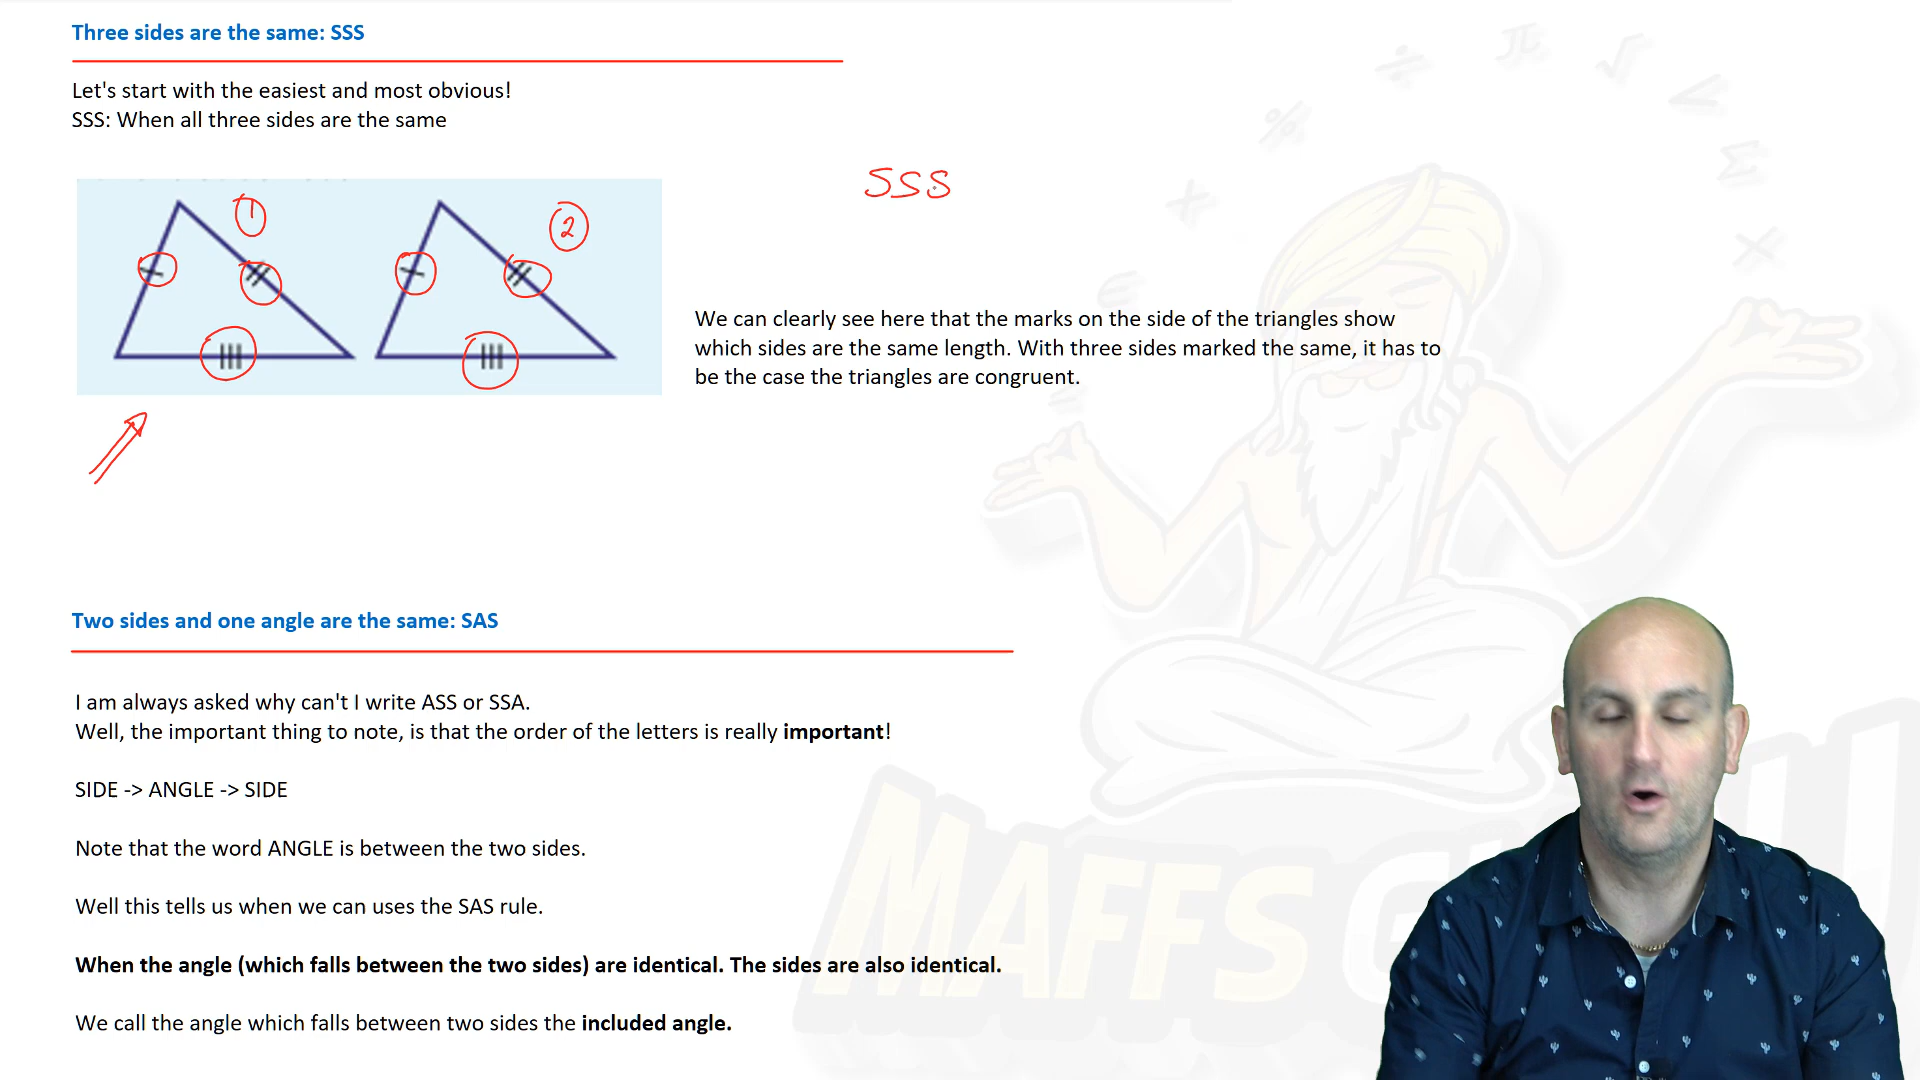 Three sides are the same: SSS
Let's start with the easiest and most obvious!
SSS: When all three sides are the same
1
2
SSS
We can clearly see here that the marks on the side of the triangles show
which sides are the same length. With three sides marked the same, it has to
be the case the triangles are congruent.
Two sides and one angle are the same: SAS
I am always asked why can't I write ASS or SSA.
Well, the important thing to note, is that the order of the letters is really important!
SIDE -> ANGLE -> SIDE
Note that the word ANGLE is between the two sides.
Well this tells us when we can uses the SAS rule.
When the angle (which falls between the two sides) are identical. The sides are also identical.
We call the angle which falls between two sides the included angle.
MAFFS